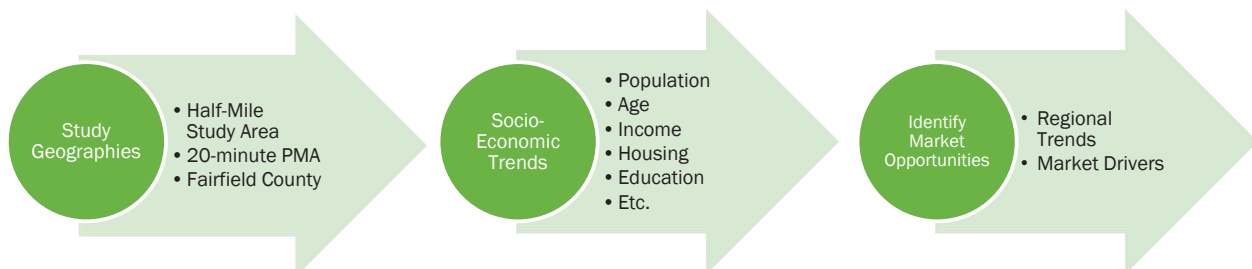 Study
Geographies
• Half-Mile
Study Area
• 20-minute PMA
• Fairfield County
Socio-
Economic
Trends
• Population
• Age
• Income
• Housing
• Education
• Etc.
Identify
Market
Opportunities
• Regional
Trends
• Market Drivers